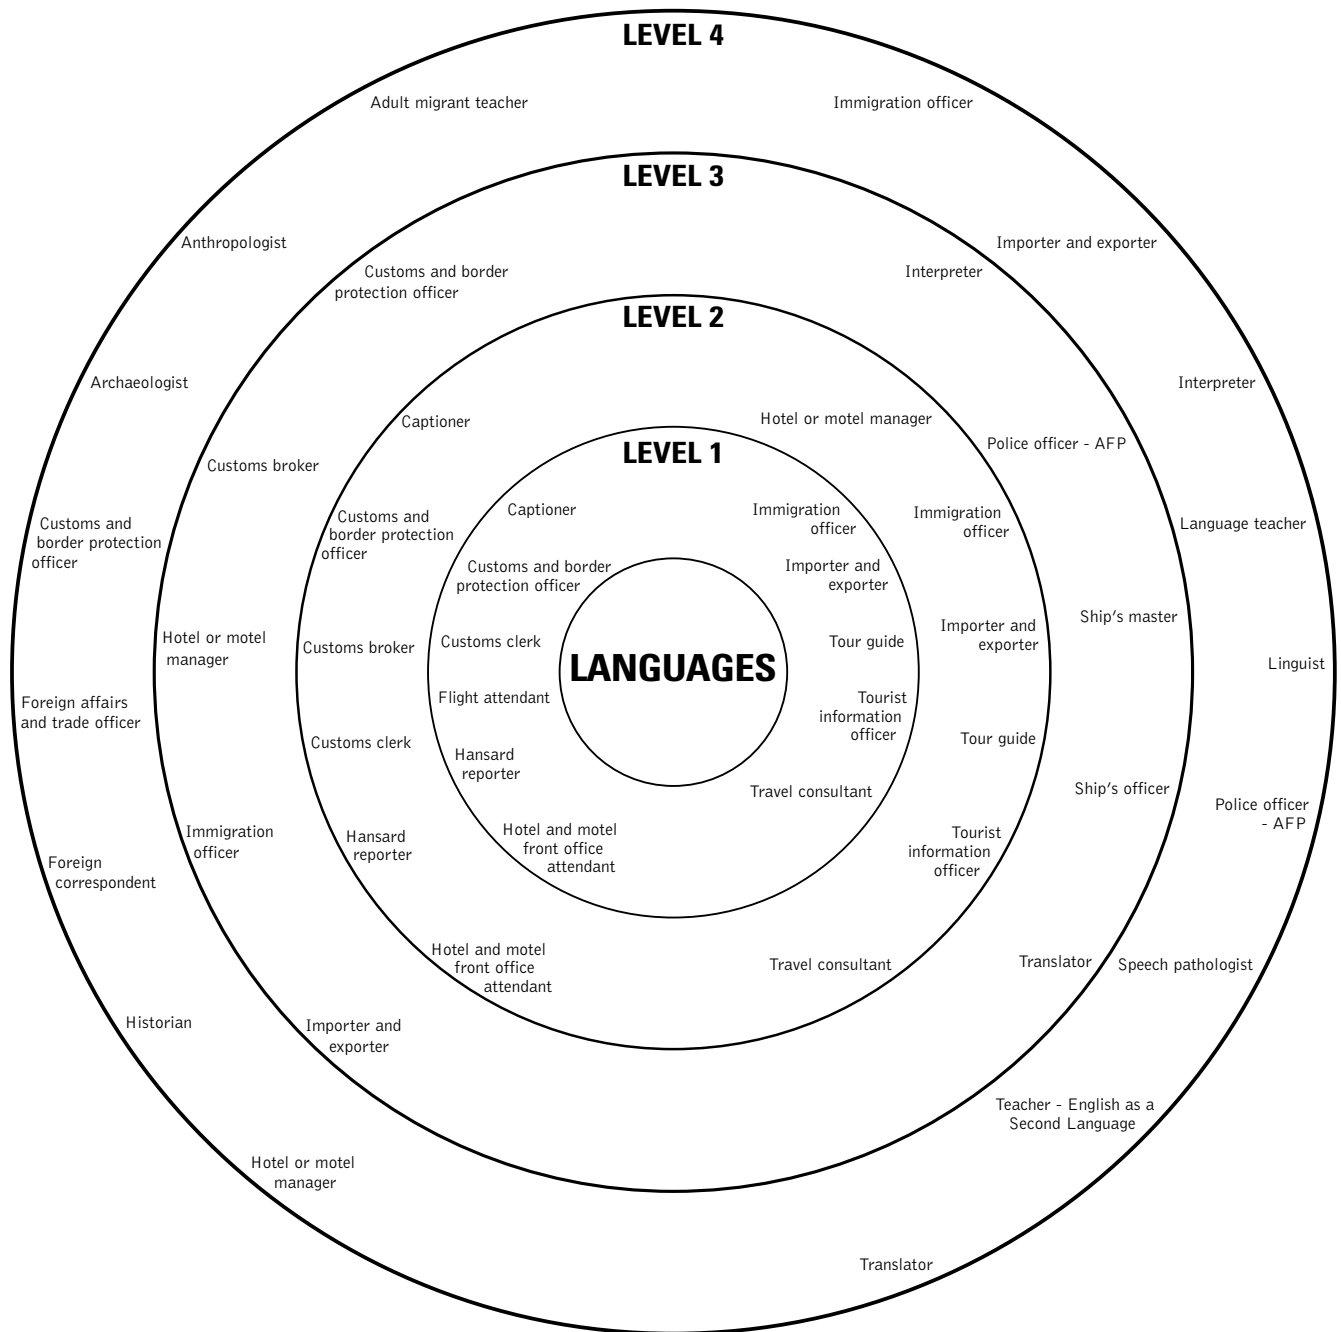 LEVEL 4
Adult migrant teacher
Immigration officer
Anthropologist
Importer and exporter
Archaeologist
Interpreter
Customs and
border protection
officer
Language teacher
Linguist
Foreign affairs
and trade officer
Police officer
- AFP
Foreign
correspondent
Speech pathologist
Historian
Teacher - English as a
Second Language
Hotel or motel
manager
Translator
LEVEL 3
Customs and border
protection officer
Interpreter
Customs broker
Police officer - AFP
Hotel or motel
manager
Ship's master
Immigration
officer
Ship's officer
Importer and
exporter
Translator
LEVEL 2
Captioner
Hotel or motel manager
Customs and
border protection
officer
Immigration
officer
Customs broker
Importer and
exporter
Customs clerk
Tour guide
Hansard
reporter
Tourist
information
officer
Hotel and motel
front office
attendant
Travel consultant
LEVEL 1
Captioner
Immigration
officer
Customs and border
protection officer
Importer and
exporter
Customs clerk
Tour guide
Flight attendant
Tourist
information
officer
Hansard
reporter
Travel consultant
Hotel and motel
front office
attendant
LANGUAGES